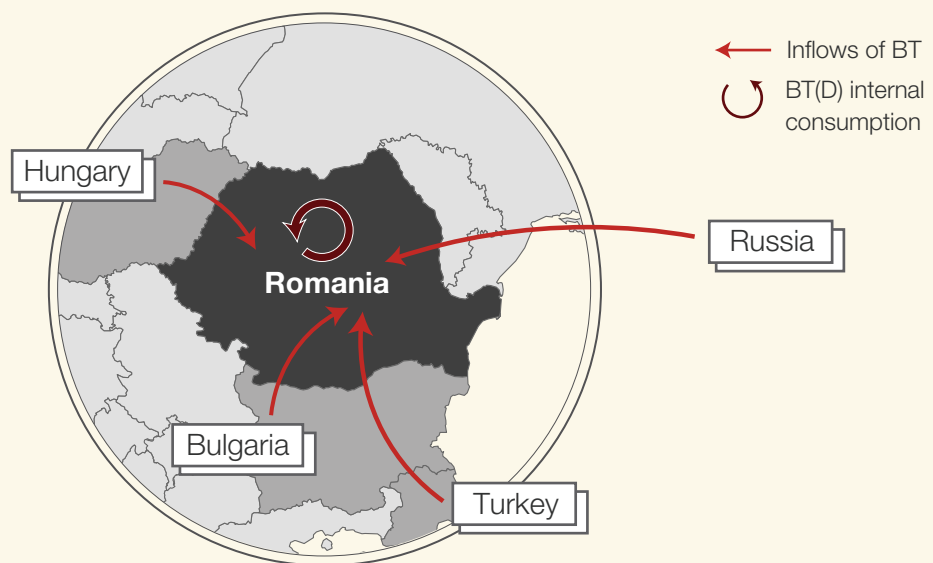 Inflows of BT
BT(D) internal
consumption
Hungary
Russia
Romania
Bulgaria
Turkey